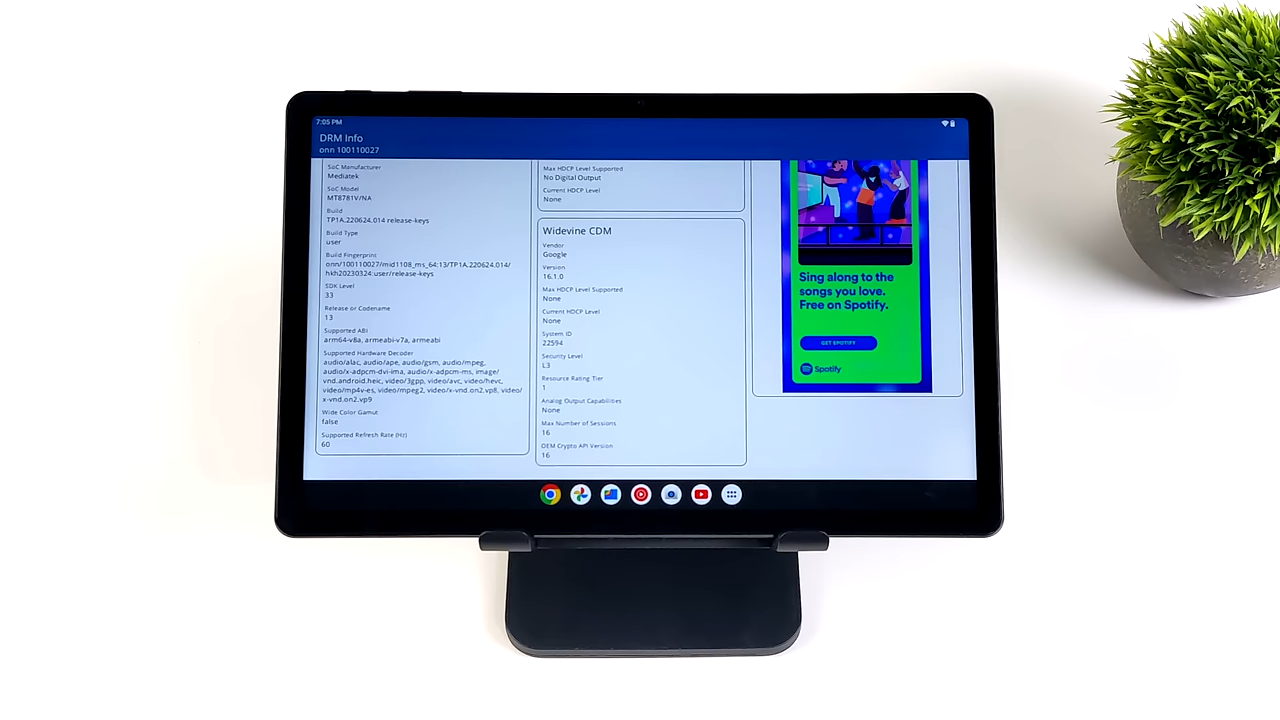 7:05 PM
DRM Info
onn 100110027
SoC Manufacturer
Mediatek
SoC Model
MT8781V/NA
Build
TP1A.220624.014 release-keys
Build Type
user
Build Fingerprint
onn/100110027/mid1108_ms_64:13/TP1A.220624.014/
hkh20230324:user/release-keys
SDK Level
33
Release or Codename
13
Supported ABI
arm64-v8a, armeabi-v7a, armeabi
Supported Hardware Decoder
audio/alac, audio/ape, audio/gsm, audio/mpeg,
audio/x-adpcm-dvi-ima, audio/x-adpcm-ms, image/
vnd.android.heic, video/3gpp, video/avc, video/hevc,
video/mp4v-es, video/mpeg2, video/x-vnd.on2.vp8, video/
x-vnd.on2.vp9
Wide Color Gamut
false
Supported Refresh Rate (Hz)
60
Max HDCP Level Supported
No Digital Output
Current HDCP Level
None
Widevine CDM
Vendor
Google
Version
16.1.0
Max HDCP Level Supported
None
Current HDCP Level
None
System ID
22594
Security Level
L3
Resource Rating Tier
1
Analog Output Capabilities
None
Max Number of Sessions
16
OEM Crypto API Version
16
Sing along to the
songs you love.
Free on Spotify.
GET SPOTIFY
Spotify